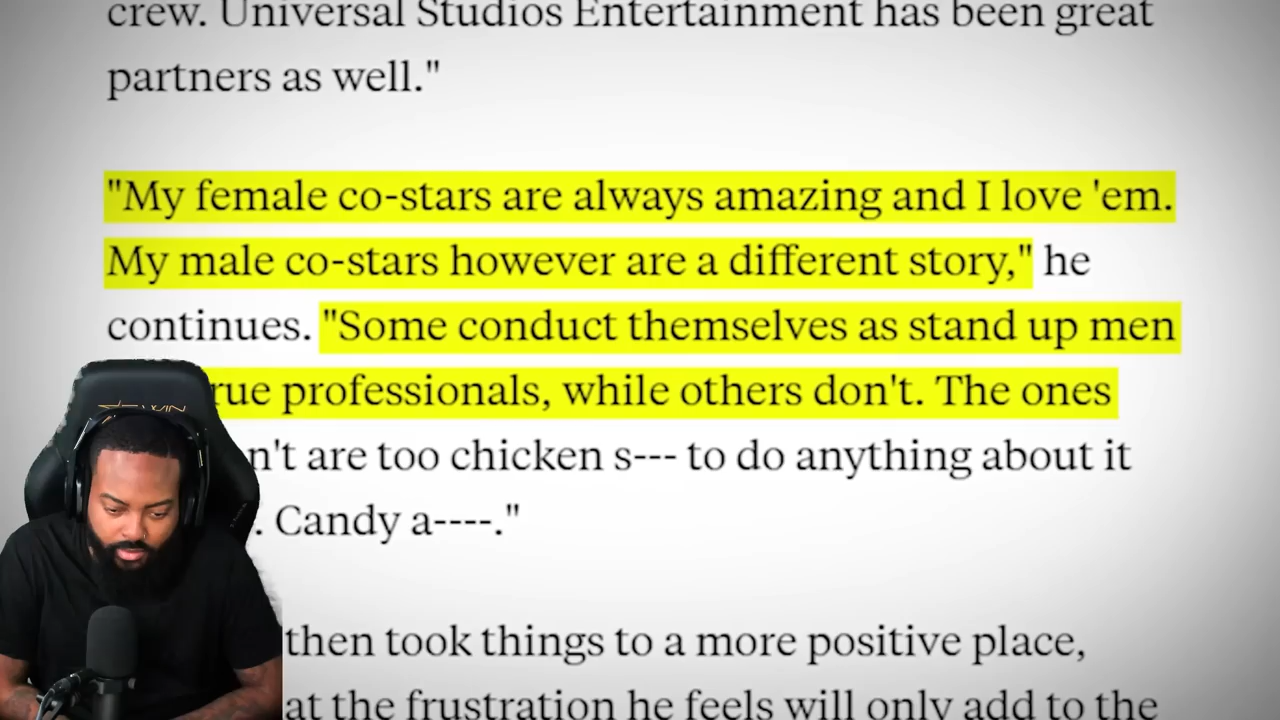 crew. Universal Studios Entertainment has been great
partners as well."
"My female co-stars are always amazing and I love 'em.
My male co-stars however are a different story," he
continues. "Some conduct themselves as stand up men
professionals, while others don't. The ones
are too chicken s--- to do anything about it
Candy a----."
then took things to a more positive place,
at the frustration he feels will only add to the